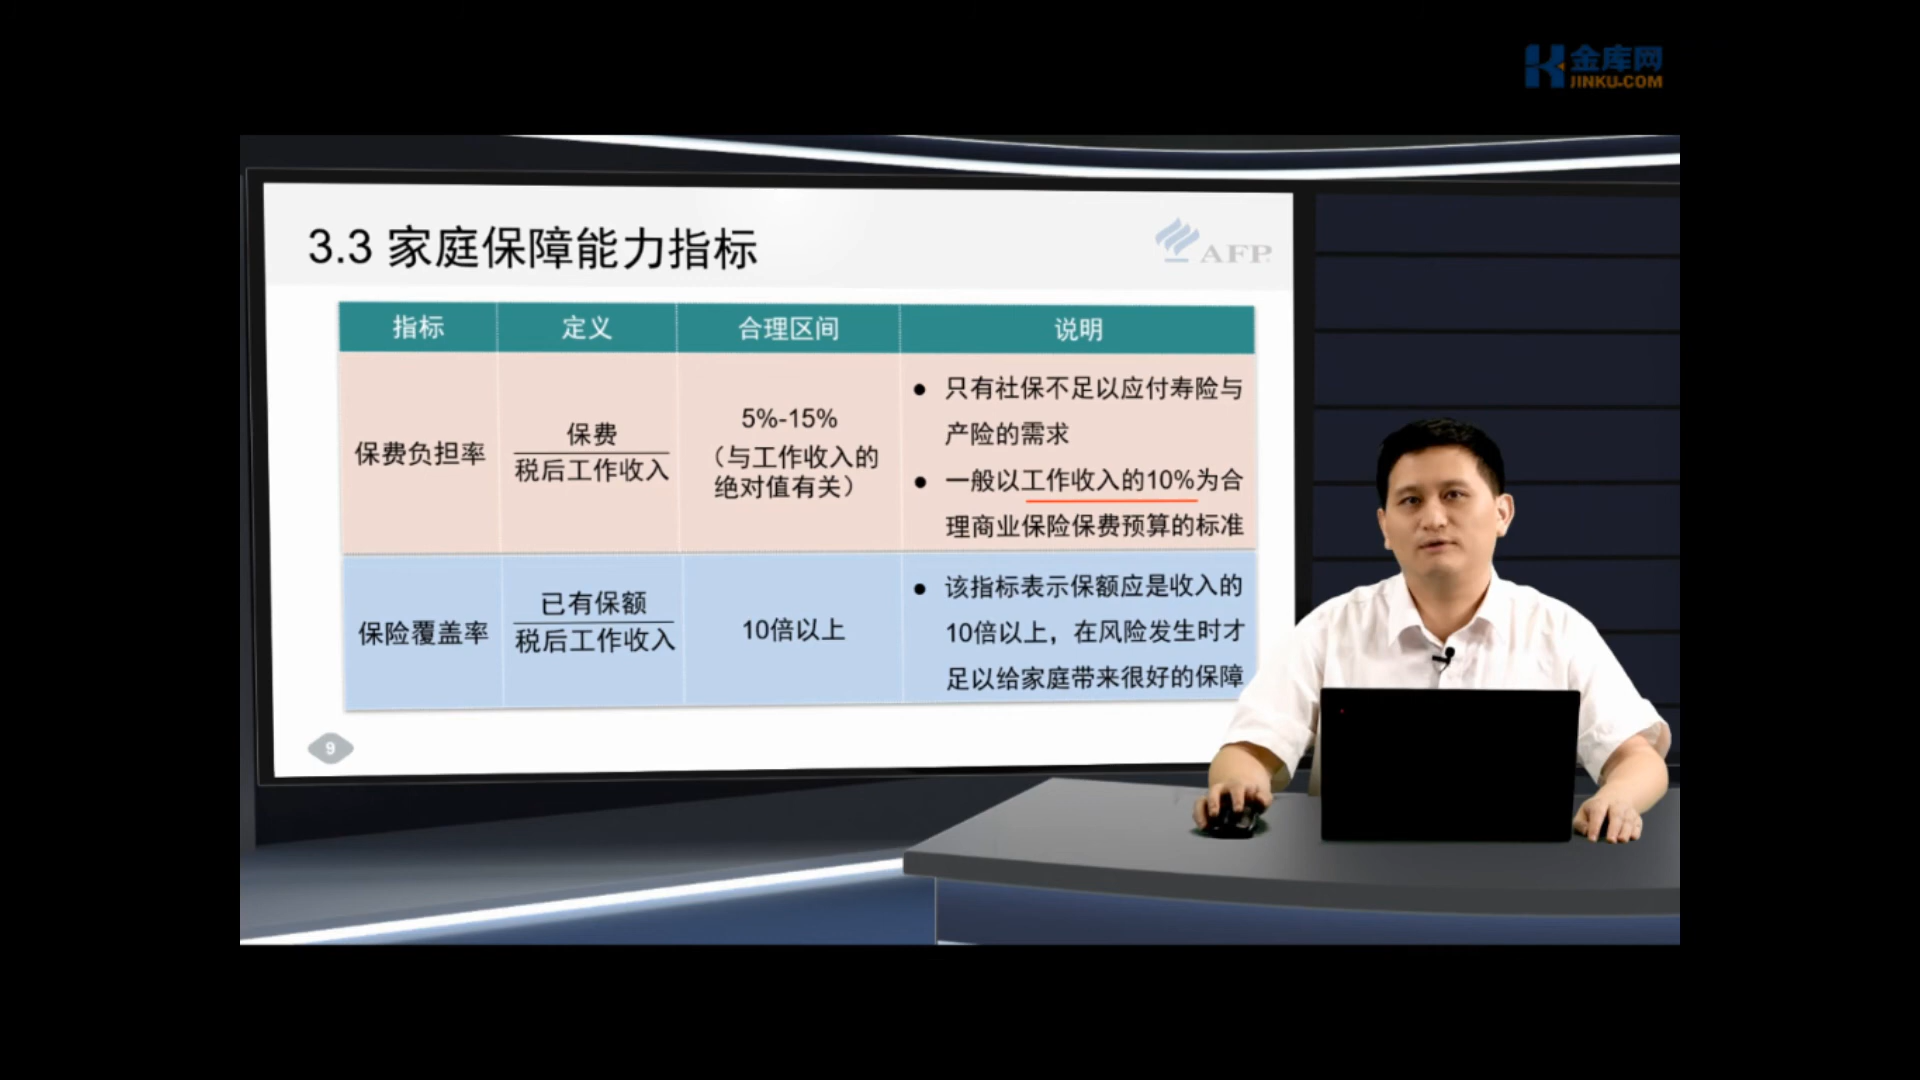 金库网
JINKU.COM
3.3 家庭保障能力指标
AFP
指标
定义
合理区间
说明
保费负担率
保费
税后工作收入
5%-15%
（与工作收入的
绝对值有关）
● 只有社保不足以应付寿险与
产险的需求
● 一般以工作收入的10%为合
理商业保险保费预算的标准
保险覆盖率
已有保额
税后工作收入
10倍以上
● 该指标表示保额应是收入的
10倍以上，在风险发生时才
足以给家庭带来很好的保障
9